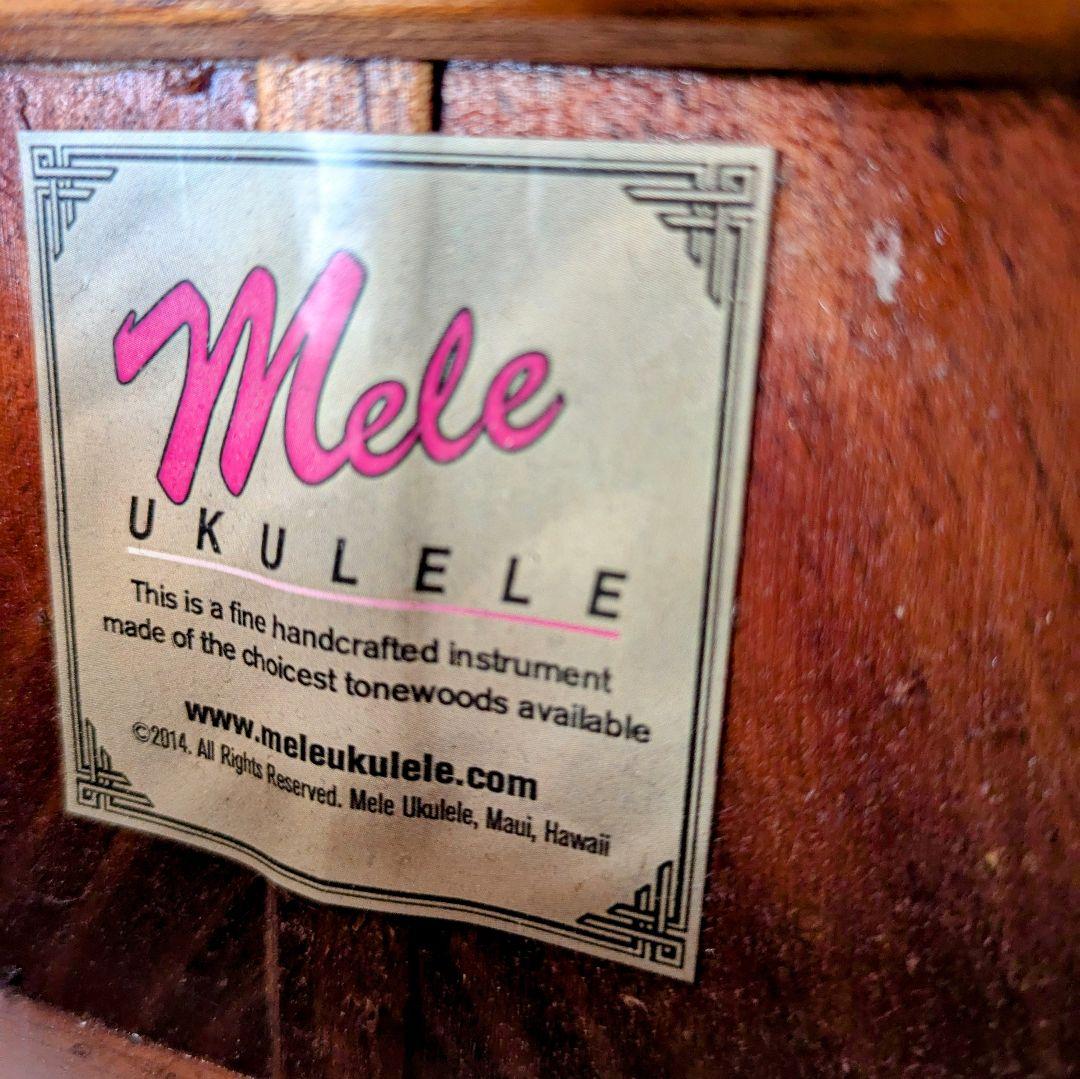 Mele
UKULELE
This is a fine handcrafted instrument
made of the choicest tonewoods available
www.meleukulele.com
©2014. All Rights Reserved. Mele Ukulele, Maui, Hawaii